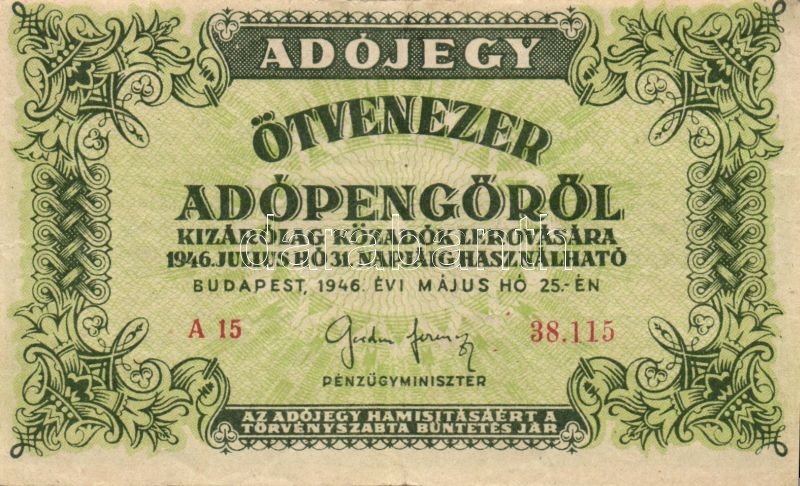 ADÓJEGY
ÖTVENEZER
ADÓPENGŐRŐL
KIZÁRÓLAG KÖZADÓK LEROVÁSÁRA
1946. JULIUS HÓ 31. NAPJÁIG HASZNÁLHATÓ
BUDAPEST, 1946. ÉVI MÁJUS HÓ 25.-ÉN
A 15 38.115
PÉNZÜGYMINISZTER
AZ ADÓJEGY HAMISITÁSÁÉRT A
TÖRVÉNYSZABTA BÜNTETÉS JÁR
darabanth